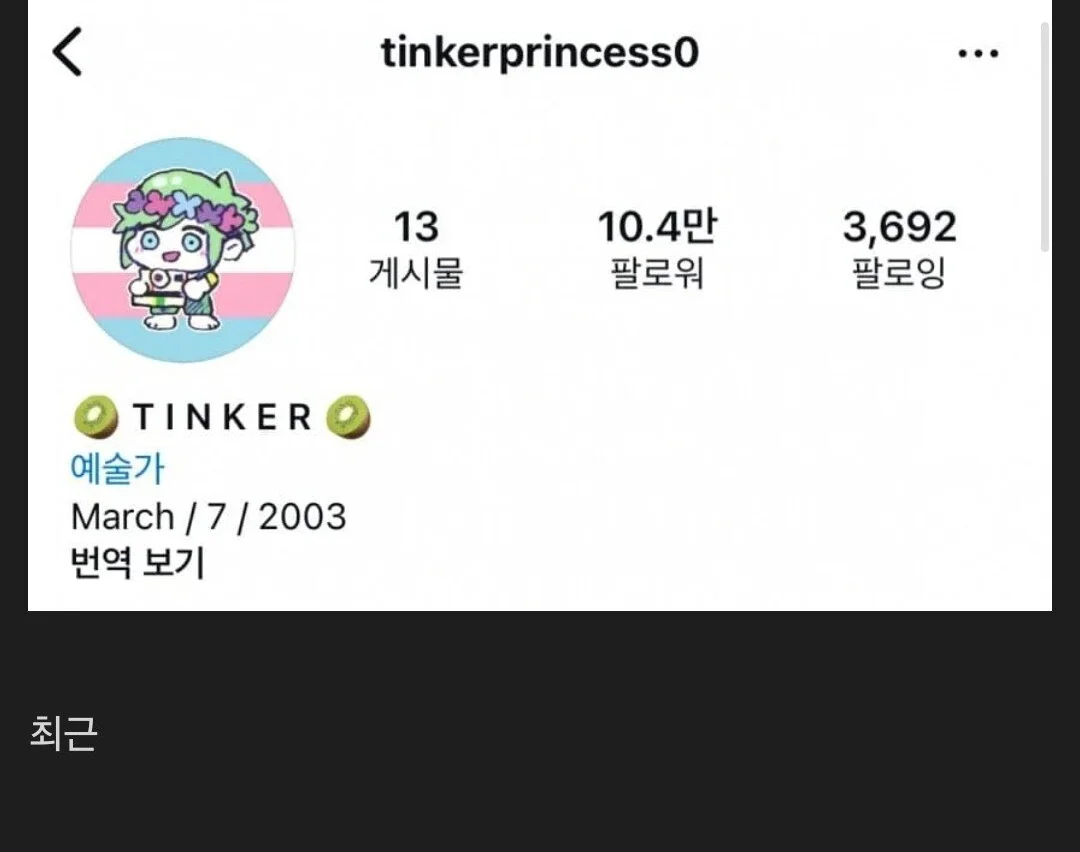 tinkerprincess0
13 10.4만 3,692
게시물 팔로워 팔로잉
T I N K E R
예술가
March / 7 / 2003
번역 보기
최근